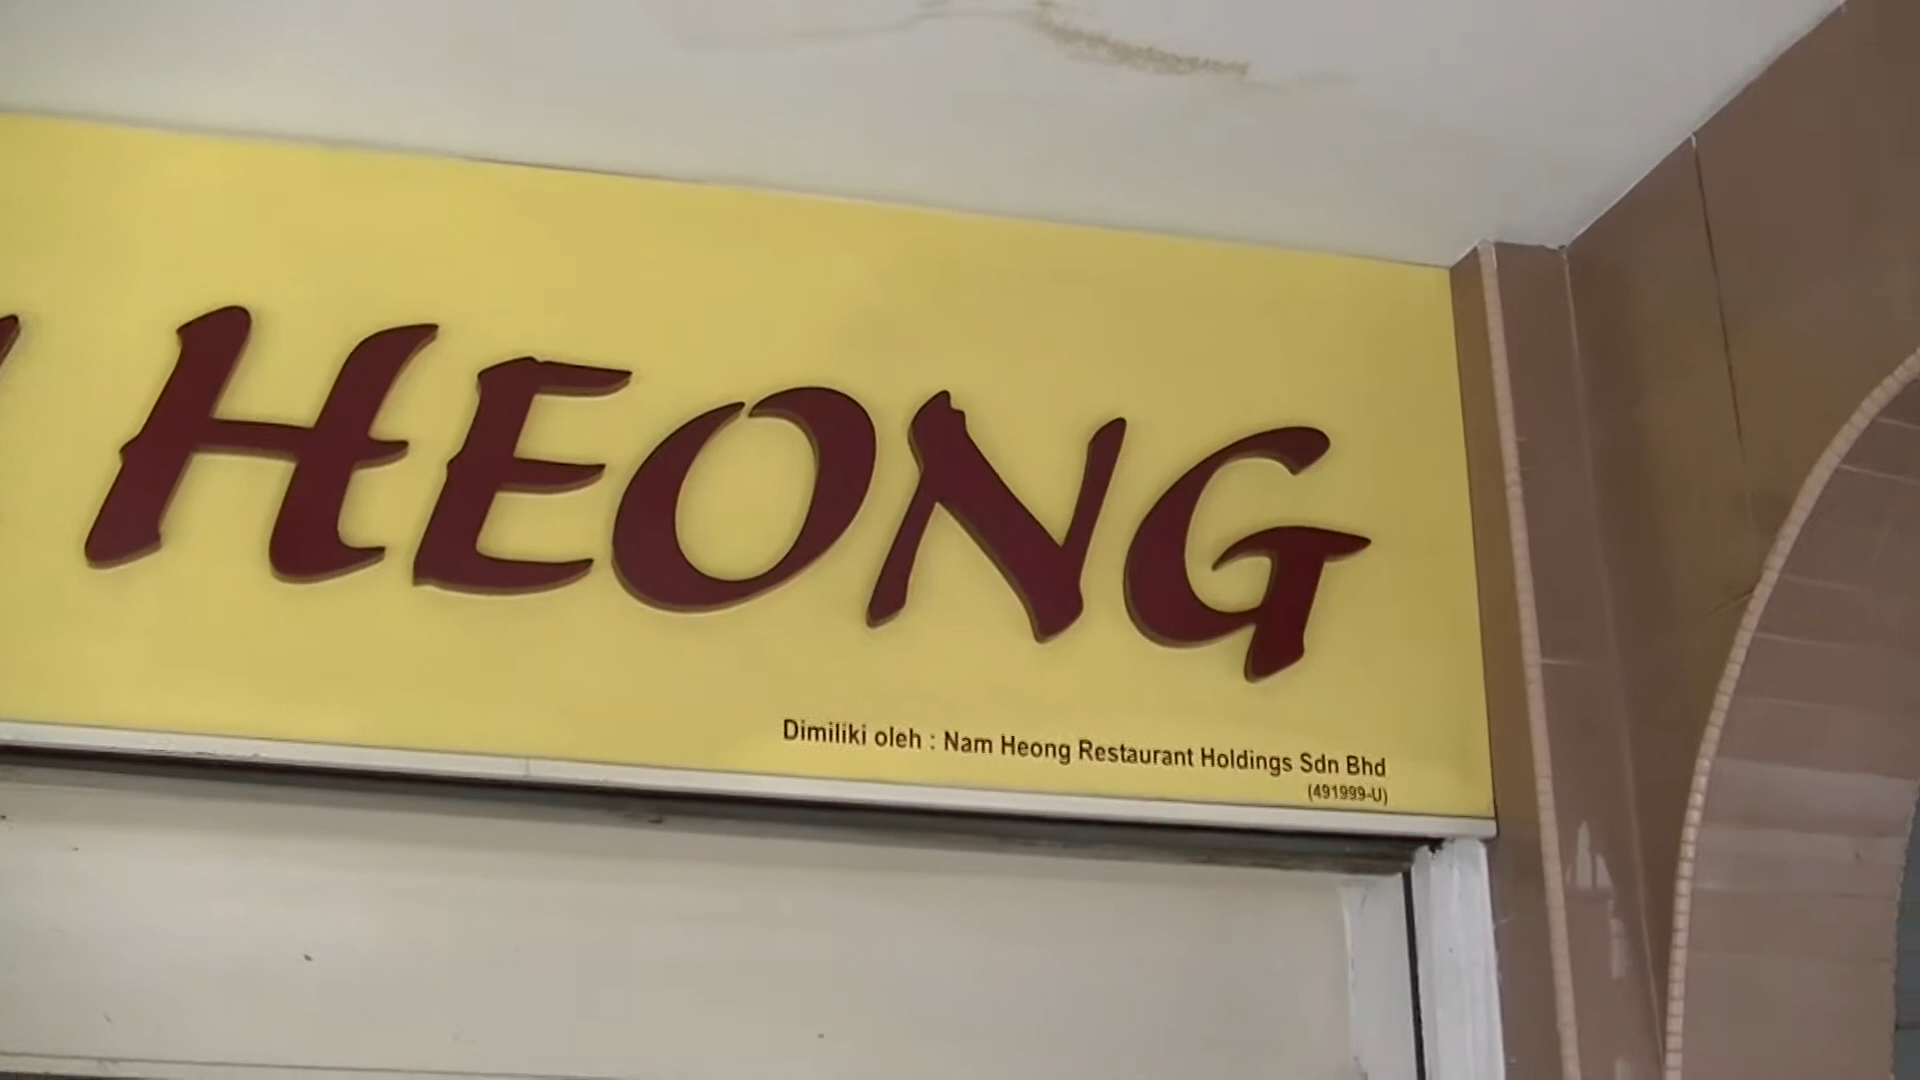 HEONG
Dimiliki oleh : Nam Heong Restaurant Holdings Sdn Bhd
(491999-U)